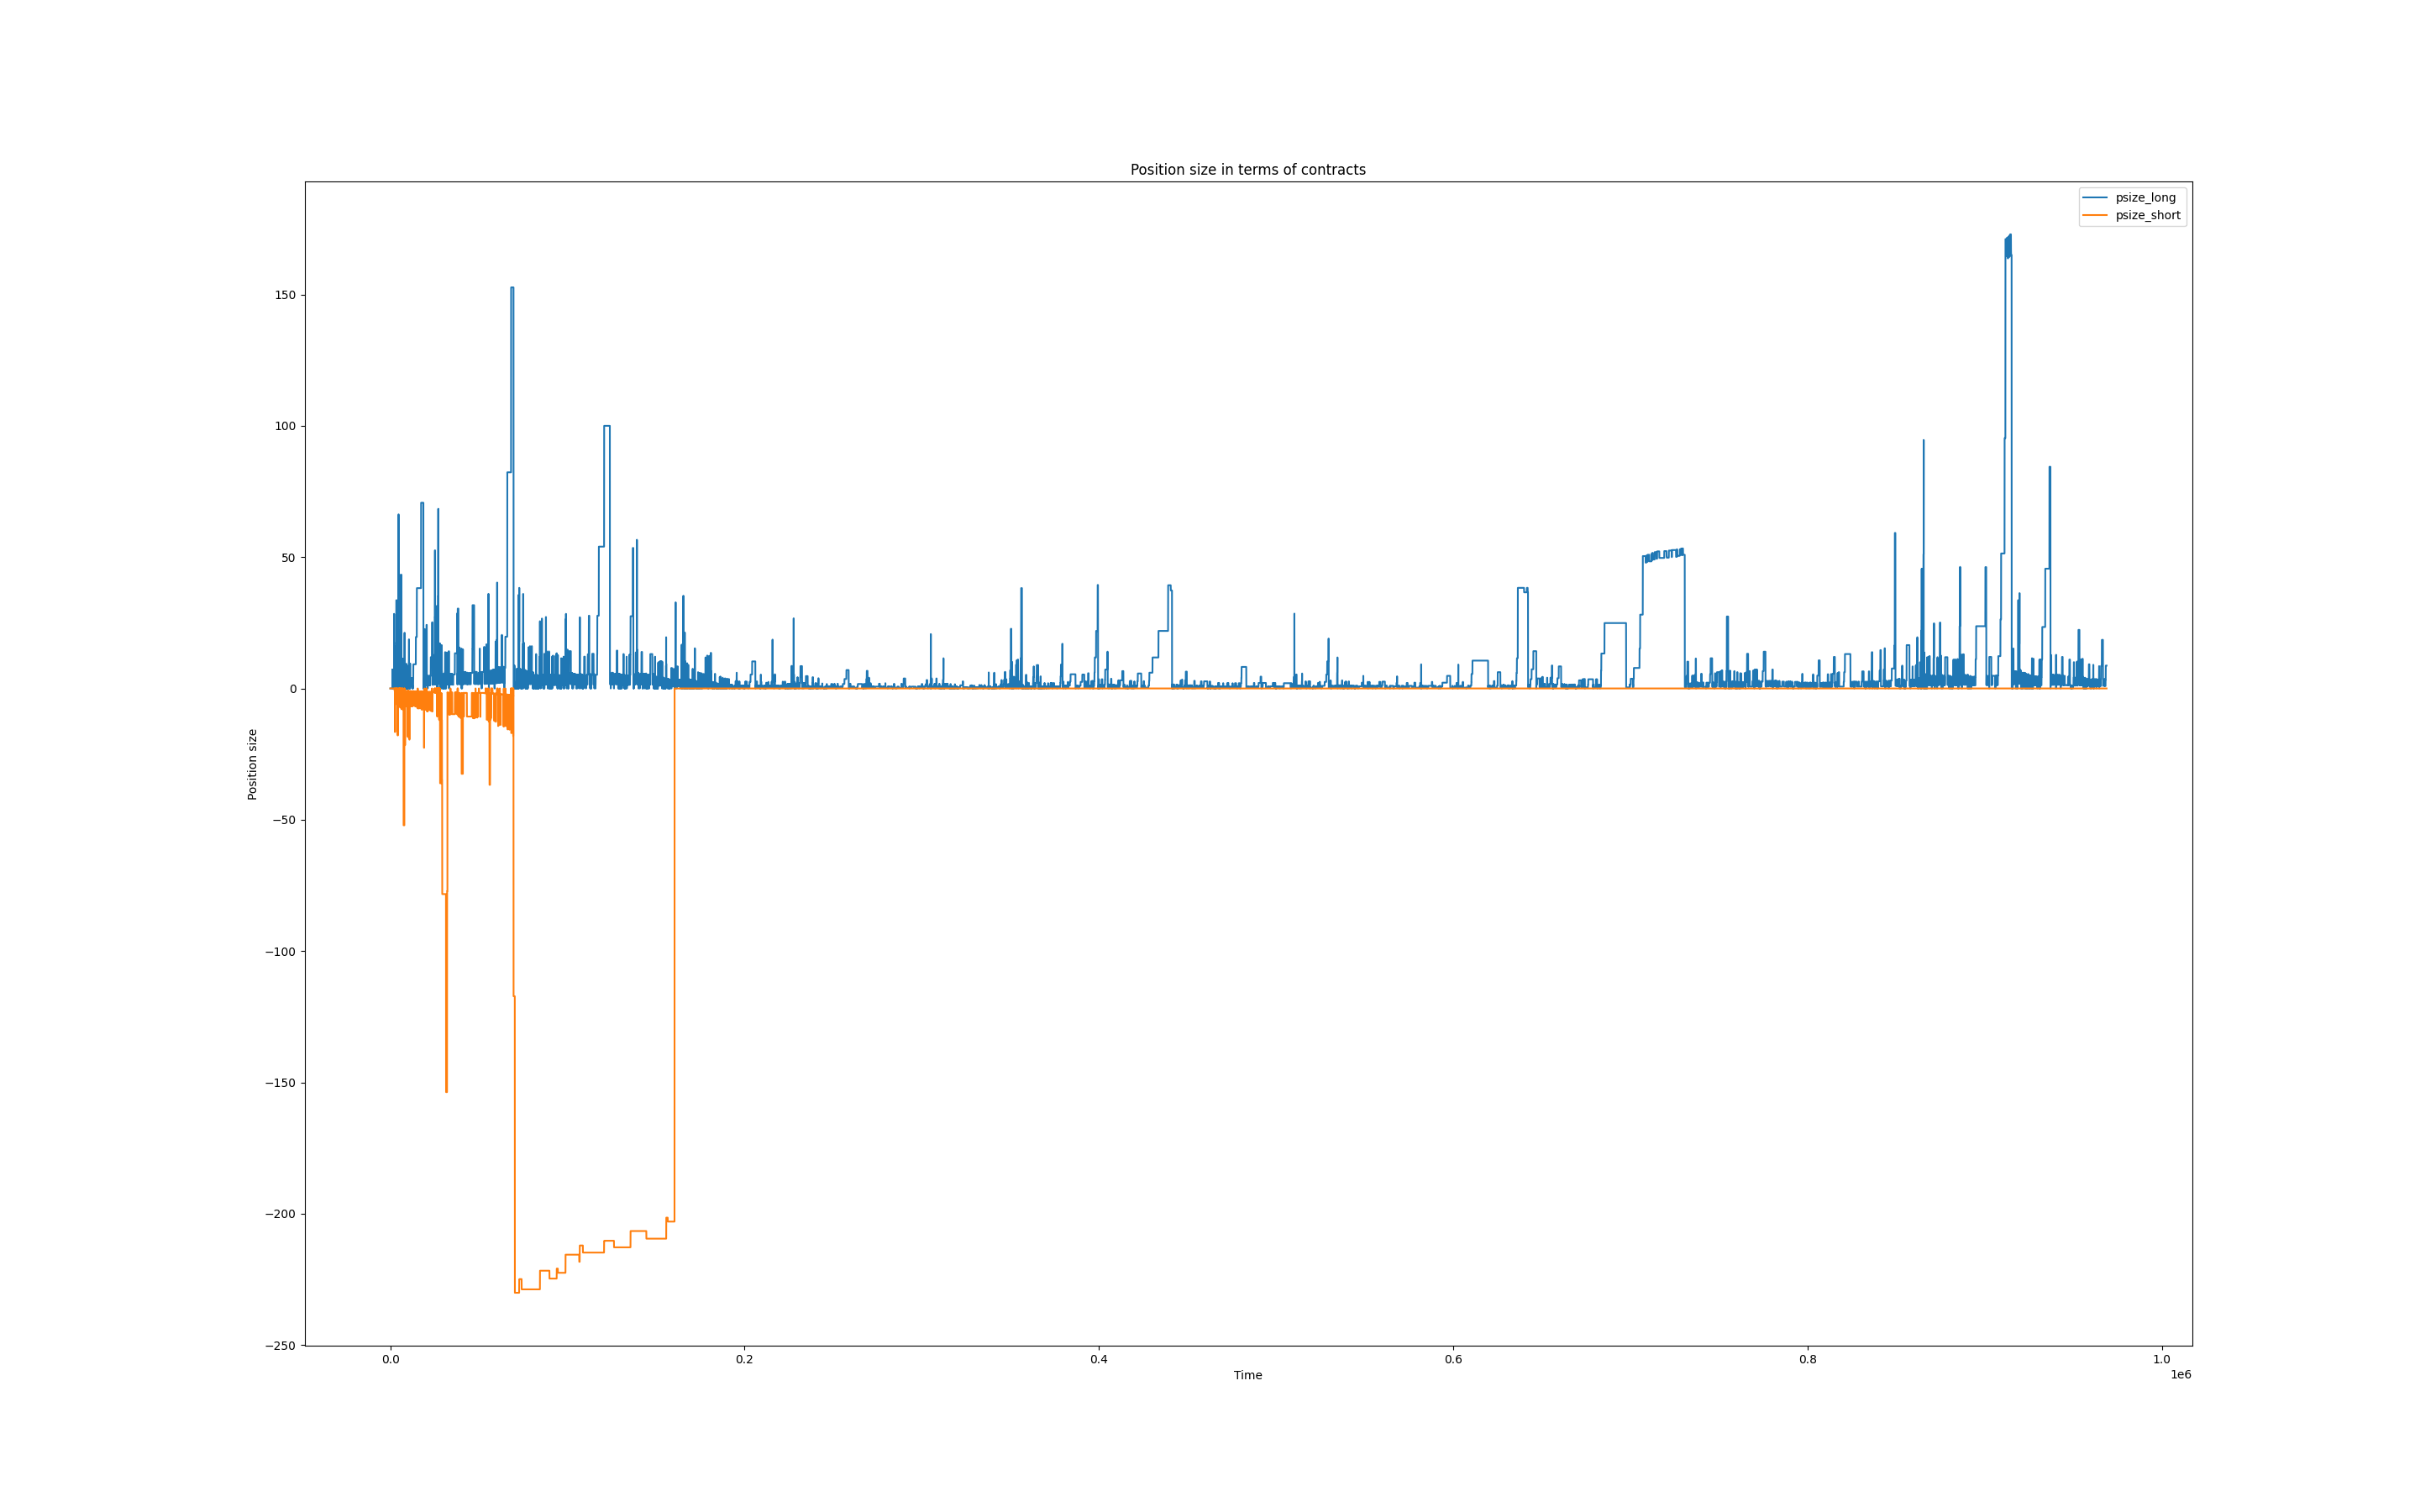 Position size in terms of contracts
psize_long
psize_short
150
100
50
0
−50
−100
−150
−200
−250
Position size
0.0
0.2
0.4
0.6
0.8
1.0
1e6
Time